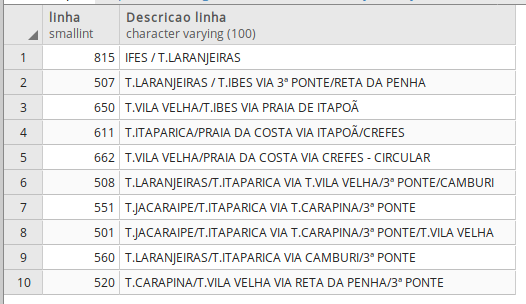 linha Descricao linha
smallint character varying (100)
1 815 IFES / T.LARANJEIRAS
2 507 T.LARANJEIRAS / T.IBES VIA 3ª PONTE/RETA DA PENHA
3 650 T.VILA VELHA/T.IBES VIA PRAIA DE ITAPOÃ
4 611 T.ITAPARICA/PRAIA DA COSTA VIA ITAPOÃ/CREFES
5 662 T.VILA VELHA/PRAIA DA COSTA VIA CREFES - CIRCULAR
6 508 T.LARANJEIRAS/T.ITAPARICA VIA T.VILA VELHA/3ª PONTE/CAMBURI
7 551 T.JACARAIPE/T.ITAPARICA VIA T.CARAPINA/3ª PONTE
8 501 T.JACARAIPE/T.ITAPARICA VIA T.CARAPINA/3ª PONTE/T.VILA VELHA
9 560 T.LARANJEIRAS/T.ITAPARICA VIA CAMBURI/3ª PONTE
10 520 T.CARAPINA/T.VILA VELHA VIA RETA DA PENHA/3ª PONTE